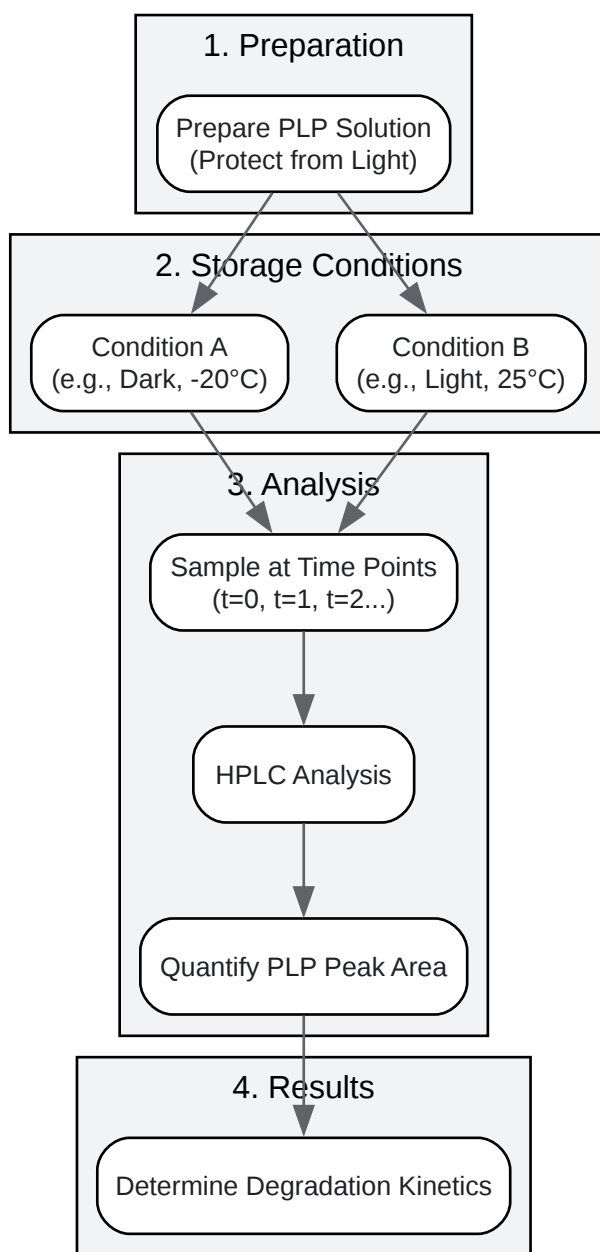 1. Preparation
Prepare PLP Solution
(Protect from Light)
2. Storage Conditions
Condition A
(e.g., Dark, -20°C)
Condition B
(e.g., Light, 25°C)
3. Analysis
Sample at Time Points
(t=0, t=1, t=2...)
HPLC Analysis
Quantify PLP Peak Area
4. Results
Determine Degradation Kinetics